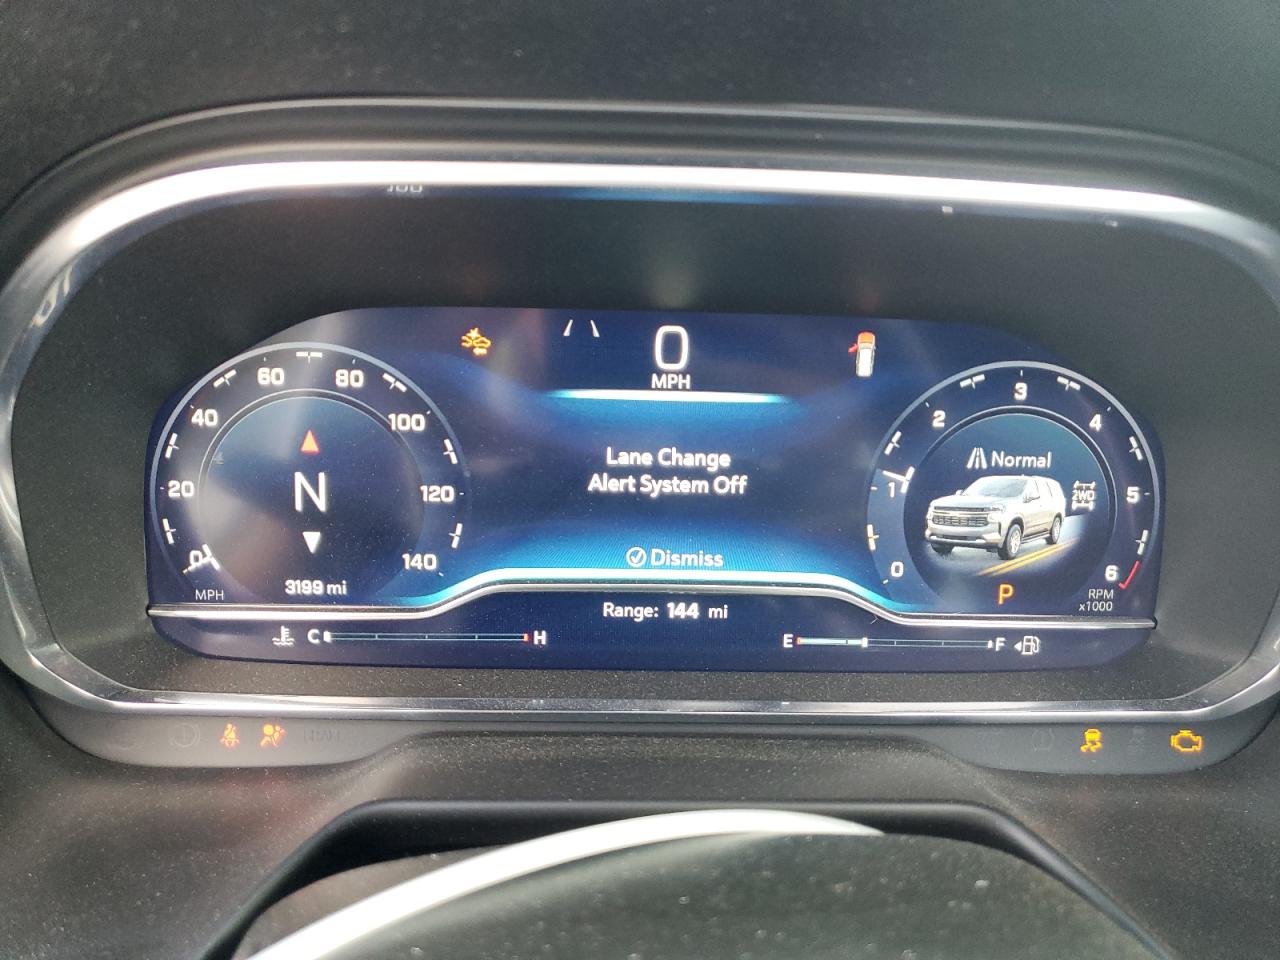 0
MPH
0
20
40
60
80
100
120
140
N
3199 mi
MPH
Lane Change
Alert System Off
Dismiss
Range: 144 mi
C
H
E
F
0
1
2
3
4
5
6
Normal
2WD
P
RPM
x1000